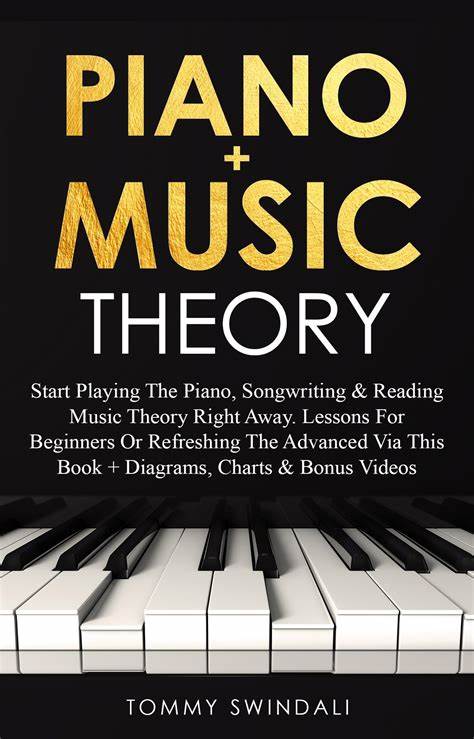 PIANO
+
MUSIC
THEORY
Start Playing The Piano, Songwriting & Reading
Music Theory Right Away. Lessons For
Beginners Or Refreshing The Advanced Via This
Book + Diagrams, Charts & Bonus Videos
TOMMY SWINDALI